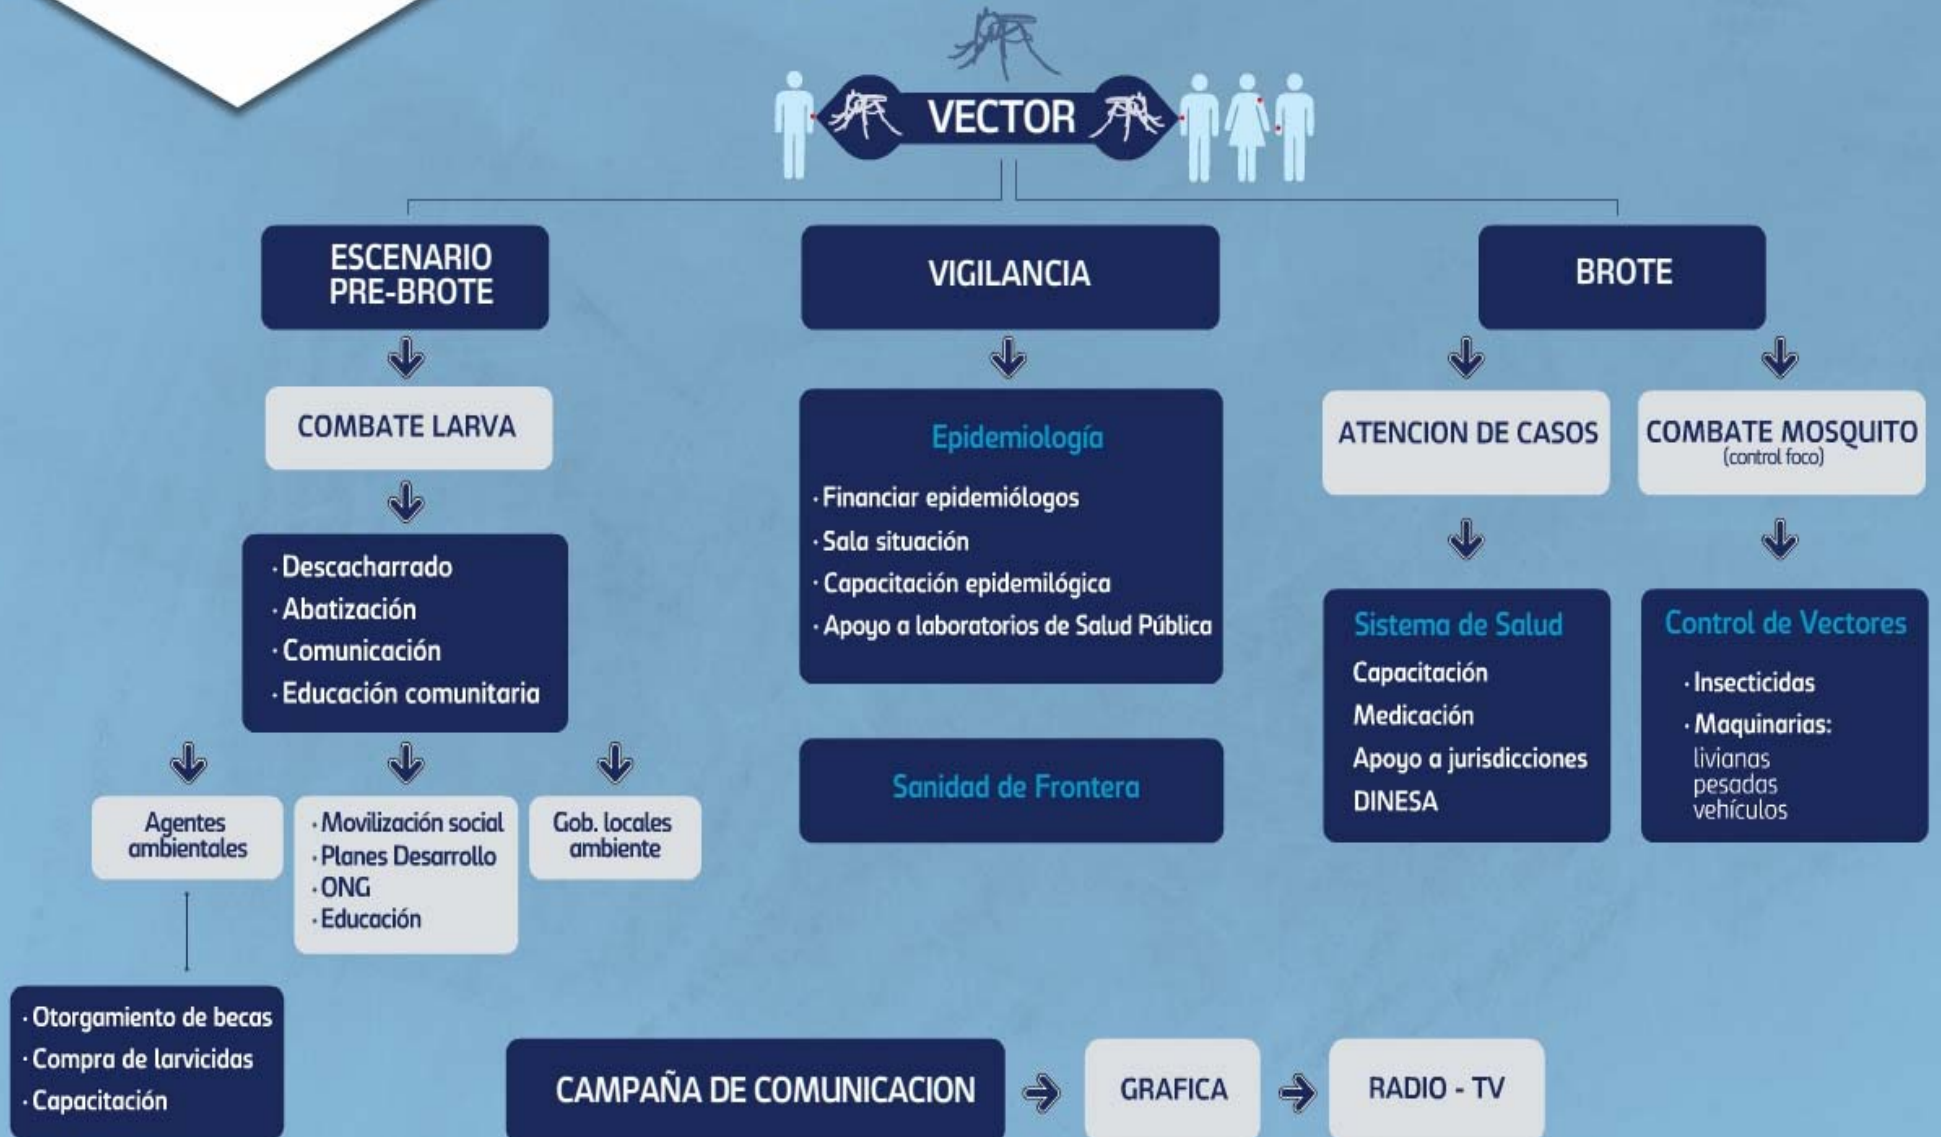 VECTOR
ESCENARIO
PRE-BROTE
COMBATE LARVA
· Descacharrado
· Abatización
· Comunicación
· Educación comunitaria
Agentes
ambientales
· Movilización social
· Planes Desarrollo
· ONG
· Educación
Gob. locales
ambiente
· Otorgamiento de becas
· Compra de larvicidas
· Capacitación
VIGILANCIA
Epidemiología
· Financiar epidemiólogos
· Sala situación
· Capacitación epidemilógica
· Apoyo a laboratorios de Salud Pública
Sanidad de Frontera
BROTE
ATENCION DE CASOS
Sistema de Salud
Capacitación
Medicación
Apoyo a jurisdicciones
DINESA
COMBATE MOSQUITO
(control foco)
Control de Vectores
· Insecticidas
· Maquinarias:
livianas
pesadas
vehículos
CAMPAÑA DE COMUNICACION
GRAFICA
RADIO - TV